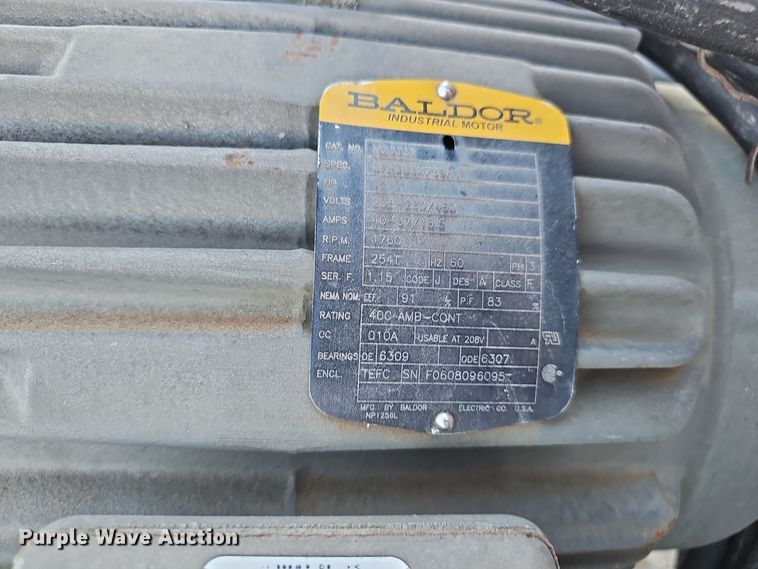 BALDOR®
INDUSTRIAL MOTOR
CAT. NO.
SPEC.
HP
VOLTS
AMPS
R.P.M. 1760
FRAME 254T HZ 60 PH 3
SER. F. 1.15 CODE J DES A CLASS F
NEMA NOM. EFF. 91 % P.F. 83 %
RATING 40C AMB-CONT
CC 010A USABLE AT 208V A
BEARINGS DE 6309 ODE 6307
ENCL. TEFC SN F0608096095
MFG. BY BALDOR ELECTRIC CO. U.S.A.
NP1256L
Purple Wave Auction